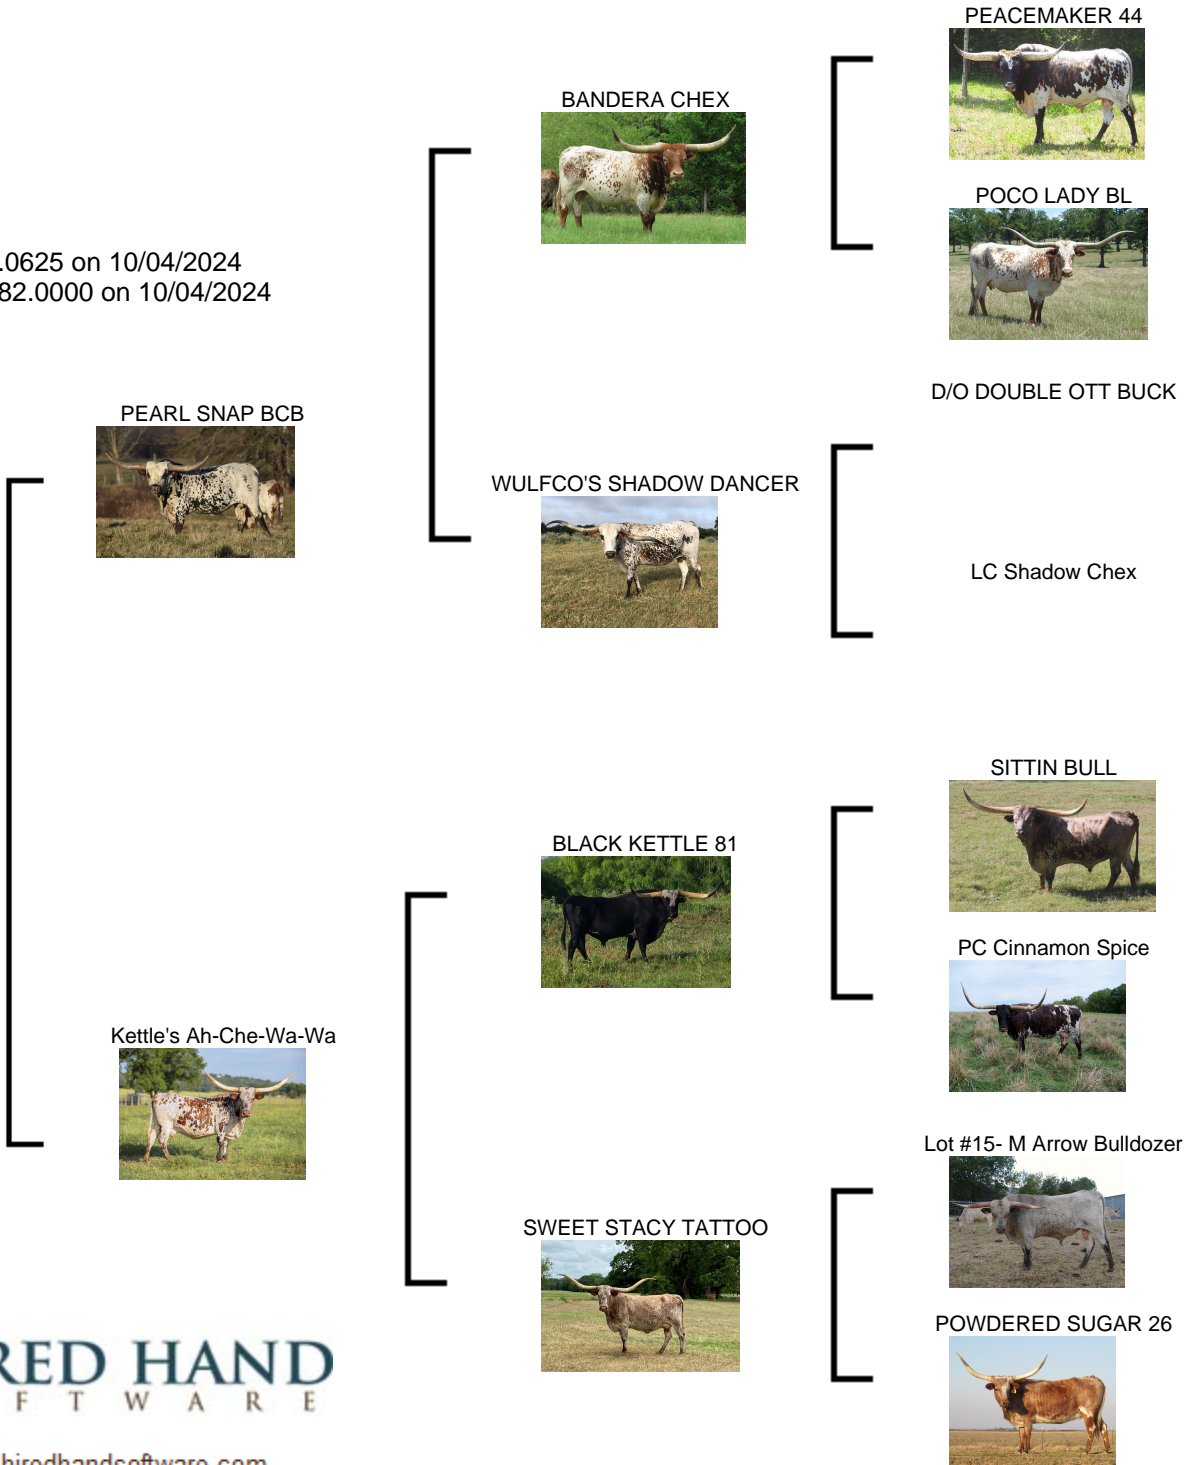 PEACEMAKER 44
BANDERA CHEX
POCO LADY BL
.0625 on 10/04/2024
82.0000 on 10/04/2024
D/O DOUBLE OTT BUCK
PEARL SNAP BCB
WULFCO'S SHADOW DANCER
LC Shadow Chex
SITTIN BULL
BLACK KETTLE 81
PC Cinnamon Spice
Kettle's Ah-Che-Wa-Wa
Lot #15- M Arrow Bulldozer
SWEET STACY TATTOO
POWDERED SUGAR 26
RED HAND
F T W A R E
hiredhandsoftware.com